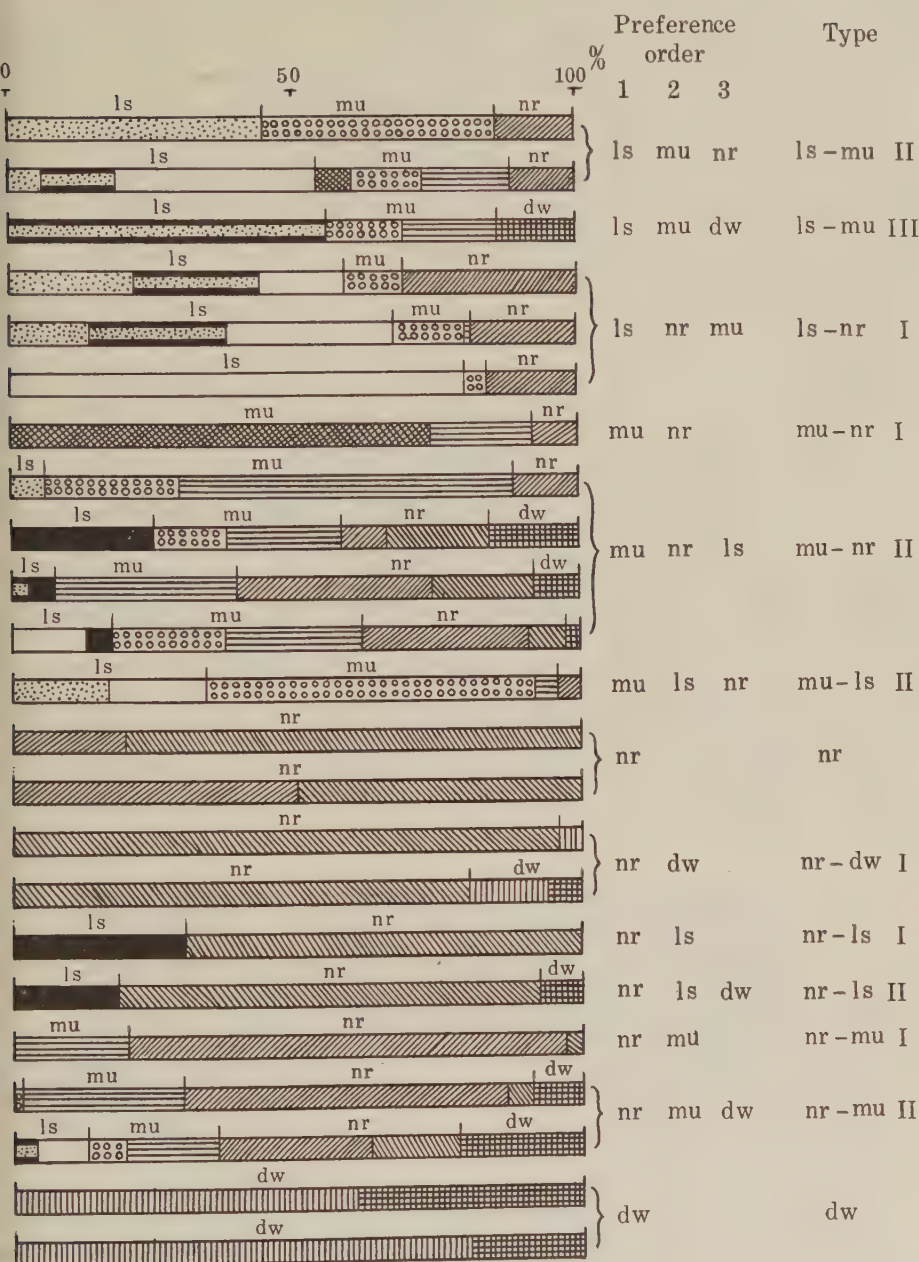 Preference Type
% order
0 50 100 1 2 3
ls mu nr
ls mu nr
ls mu nr ls-mu II
ls mu dw
ls mu dw ls-mu III
ls mu nr
ls mu nr
ls nr mu ls-nr I
ls nr
mu nr
mu nr mu-nr I
ls mu nr
ls mu nr dw
mu nr ls mu-nr II
ls mu nr dw
ls mu nr
ls mu
mu ls nr mu-ls II
nr
nr nr
nr
nr
nr dw nr-dw I
nr dw
ls nr
nr ls nr-ls I
ls nr dw
nr ls dw nr-ls II
mu nr
nr mu nr-mu I
mu nr dw
nr mu dw nr-mu II
ls mu nr dw
dw
dw dw
dw